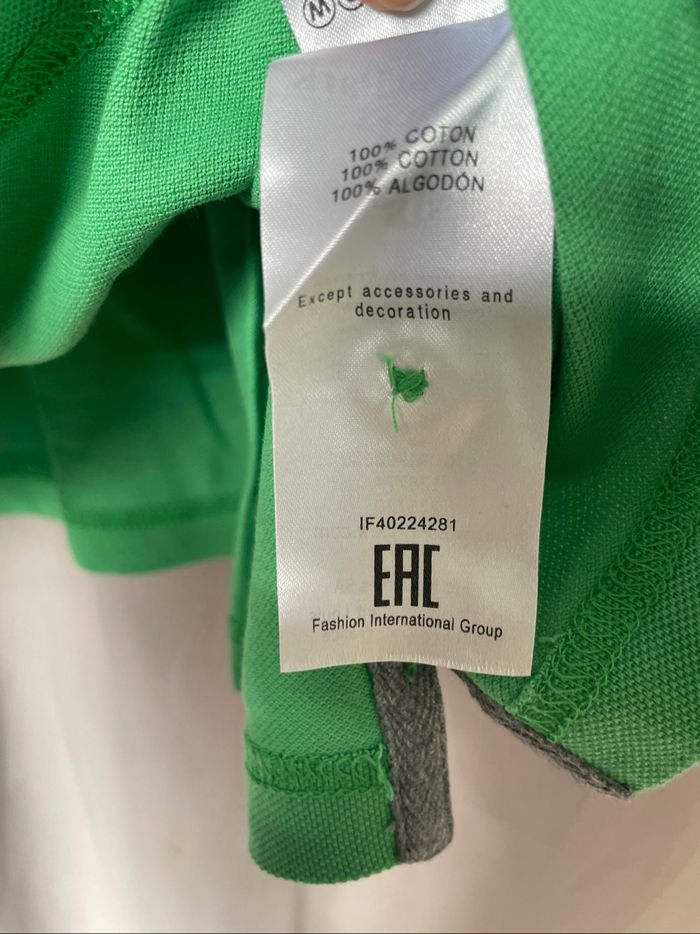 100% COTON
100% COTTON
100% ALGODÓN
Except accessories and
decoration
IF40224281
EAC
Fashion International Group